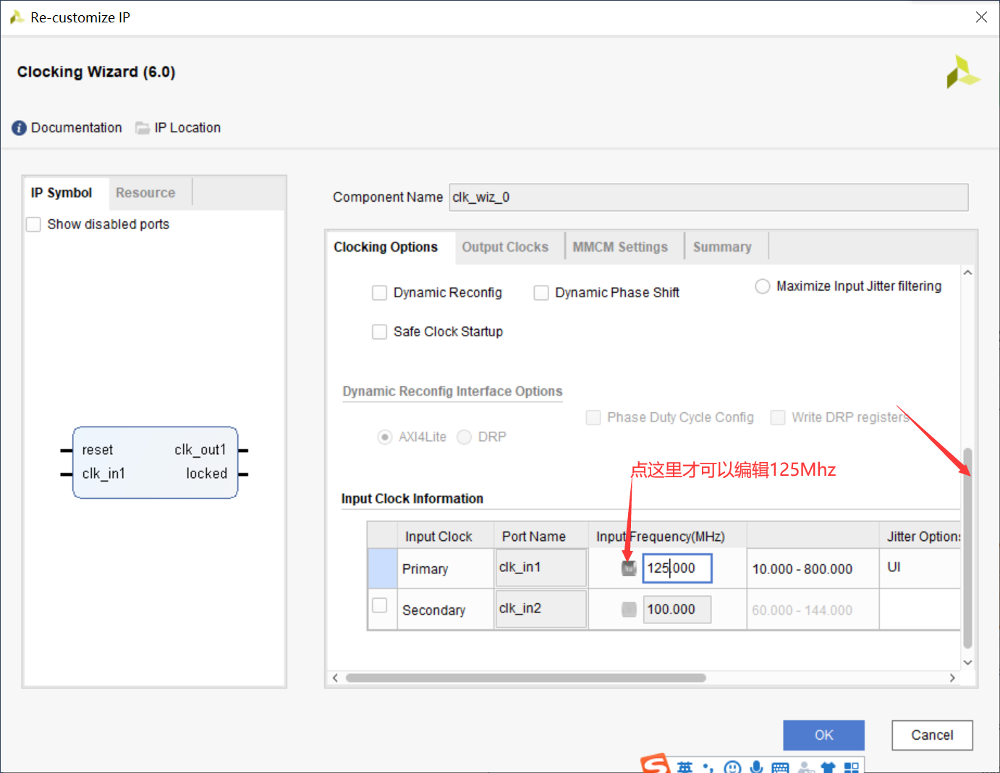 Re-customize IP
Clocking Wizard (6.0)
Documentation IP Location
IP Symbol Resource
Show disabled ports
reset clk_out1
clk_in1 locked
Component Name clk_wiz_0
Clocking Options Output Clocks MMCM Settings Summary
Dynamic Reconfig Dynamic Phase Shift Maximize Input Jitter filtering
Safe Clock Startup
Dynamic Reconfig Interface Options
Phase Duty Cycle Config Write DRP registers
AXI4Lite DRP
点这里才可以编辑125Mhz
Input Clock Information
Input Clock Port Name Input Frequency(MHz) Jitter Options
Primary clk_in1 125.000 10.000 - 800.000 UI
Secondary clk_in2 100.000 60.000 - 144.000
OK Cancel
英